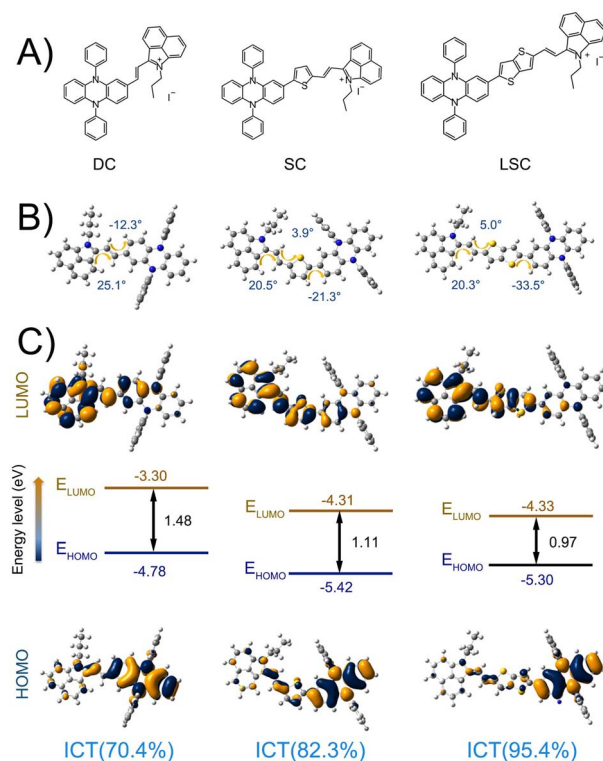 A)
N
N
N
+
I⁻
DC
N
N
S
N
+
I⁻
SC
N
N
S
S
N
+
I⁻
LSC
B)
-12.3°
25.1°
3.9°
20.5°
-21.3°
5.0°
20.3°
-33.5°
C)
LUMO
Energy level (eV)
E_LUMO
-3.30
1.48
E_HOMO
-4.78
E_LUMO
-4.31
1.11
E_HOMO
-5.42
E_LUMO
-4.33
0.97
E_HOMO
-5.30
HOMO
ICT(70.4%)
ICT(82.3%)
ICT(95.4%)